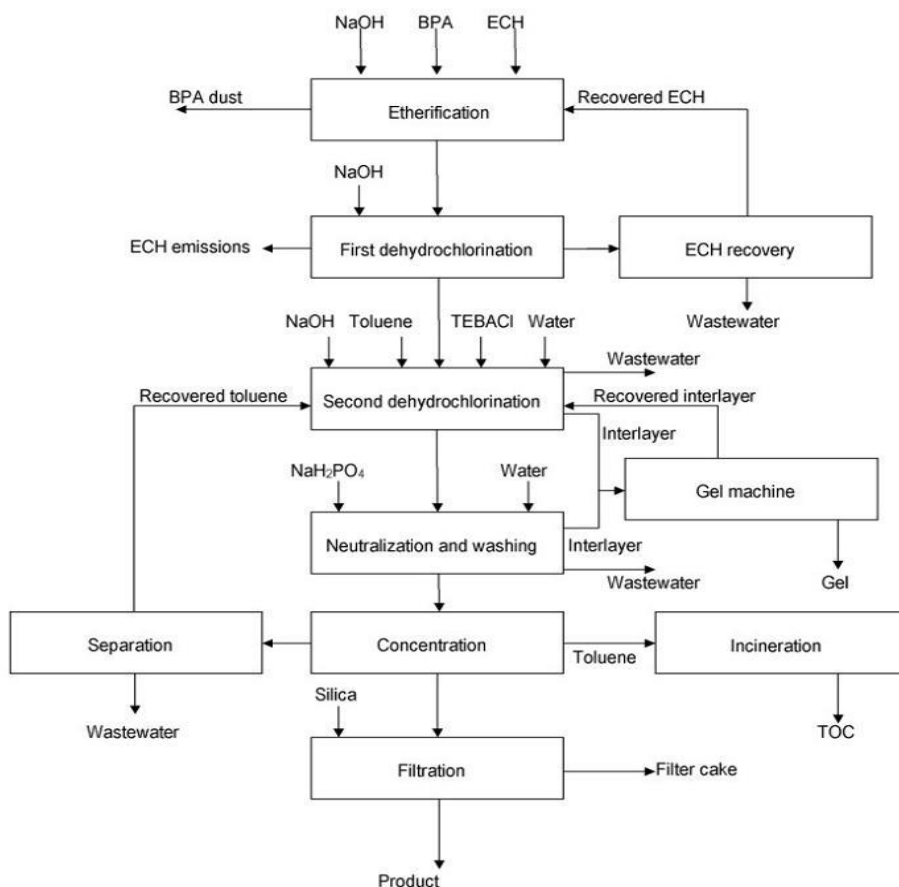 NaOH BPA ECH
BPA dust
Etherification
Recovered ECH
NaOH
ECH emissions
First dehydrochlorination
ECH recovery
Wastewater
NaOH Toluene TEBACl Water
Wastewater
Recovered toluene
Second dehydrochlorination
Recovered interlayer
Interlayer
NaH₂PO₄
Water
Gel machine
Neutralization and washing
Interlayer
Wastewater
Gel
Separation
Concentration
Toluene
Incineration
Silica
Wastewater
TOC
Filtration
Filter cake
Product